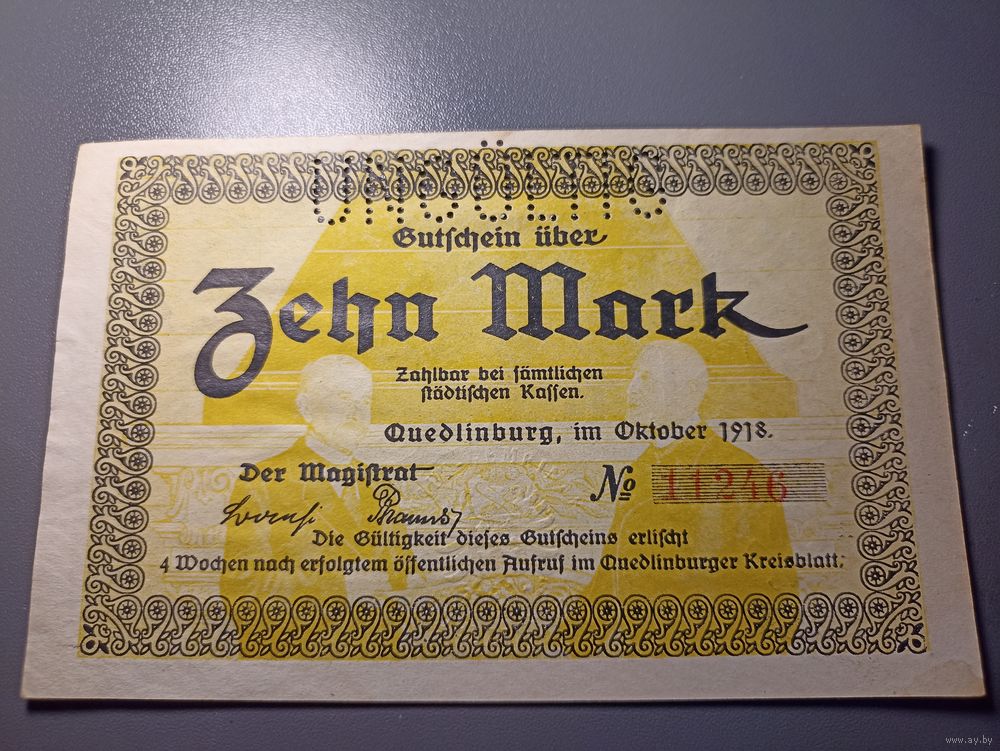 UNGÜLTIG
Gutschein über
Zehn Mark
Zahlbar bei sämtlichen
städtischen Kassen.
Quedlinburg, im Oktober 1918.
Der Magistrat
No 11246
Die Gültigkeit dieses Gutscheins erlischt
4 Wochen nach erfolgtem öffentlichen Aufruf im Quedlinburger Kreisblatt.
www.ay.by